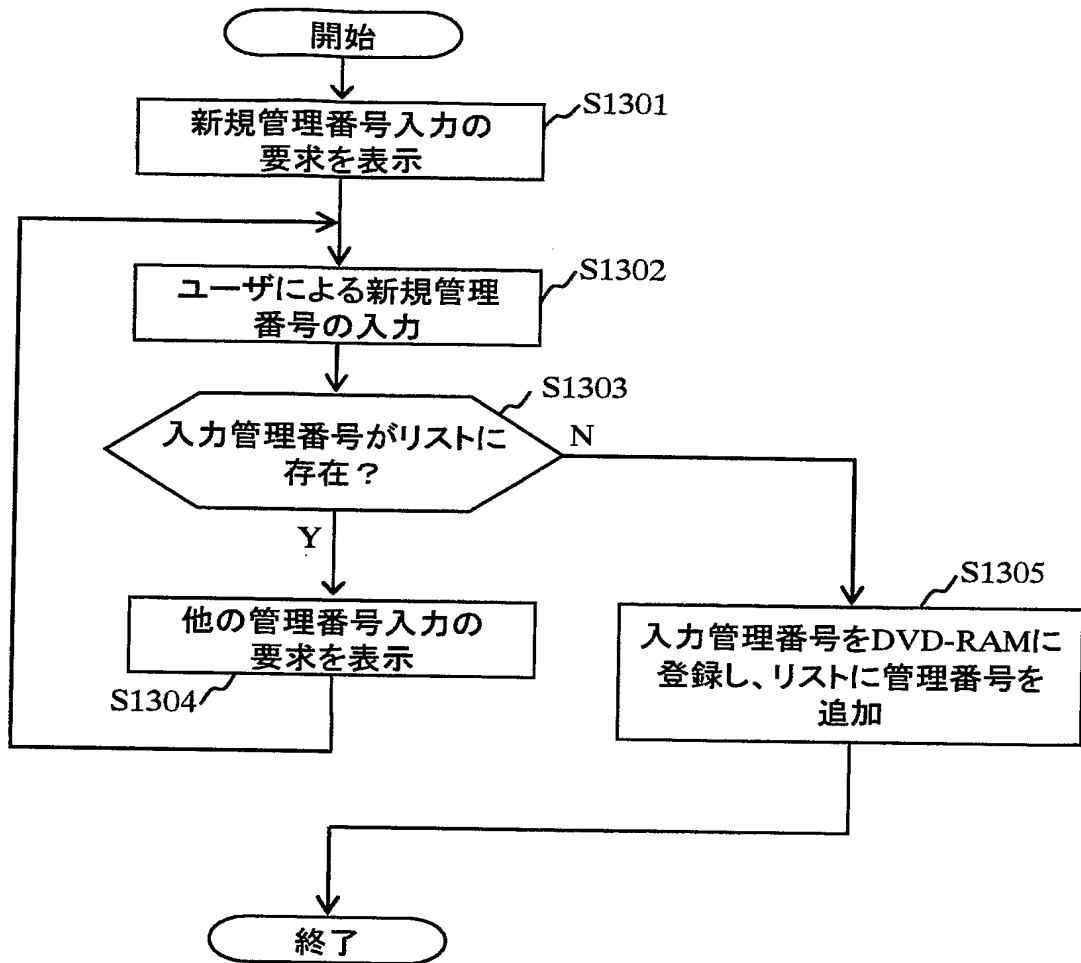 開始
S1301
新規管理番号入力の
要求を表示
S1302
ユーザによる新規管理
番号の入力
S1303
入力管理番号がリストに
存在？
N
Y
S1305
他の管理番号入力の
要求を表示
S1304
入力管理番号をDVD-RAMに
登録し、リストに管理番号を
追加
終了